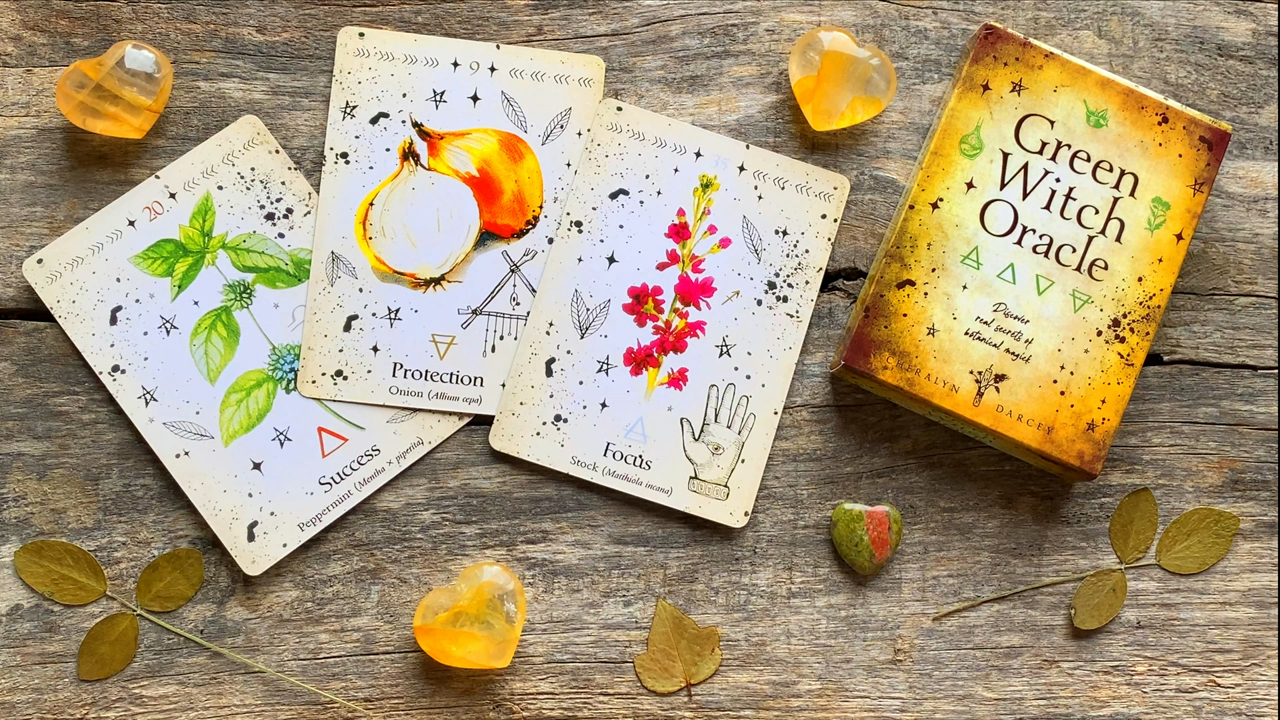 20
Success
Peppermint (Mentha × piperita)
9
Protection
Onion (Allium cepa)
35
Focus
Stock (Matthiola incana)
Green
Witch
Oracle
Discover
real secrets of
botanical magick
CHERALYN
DARCEY